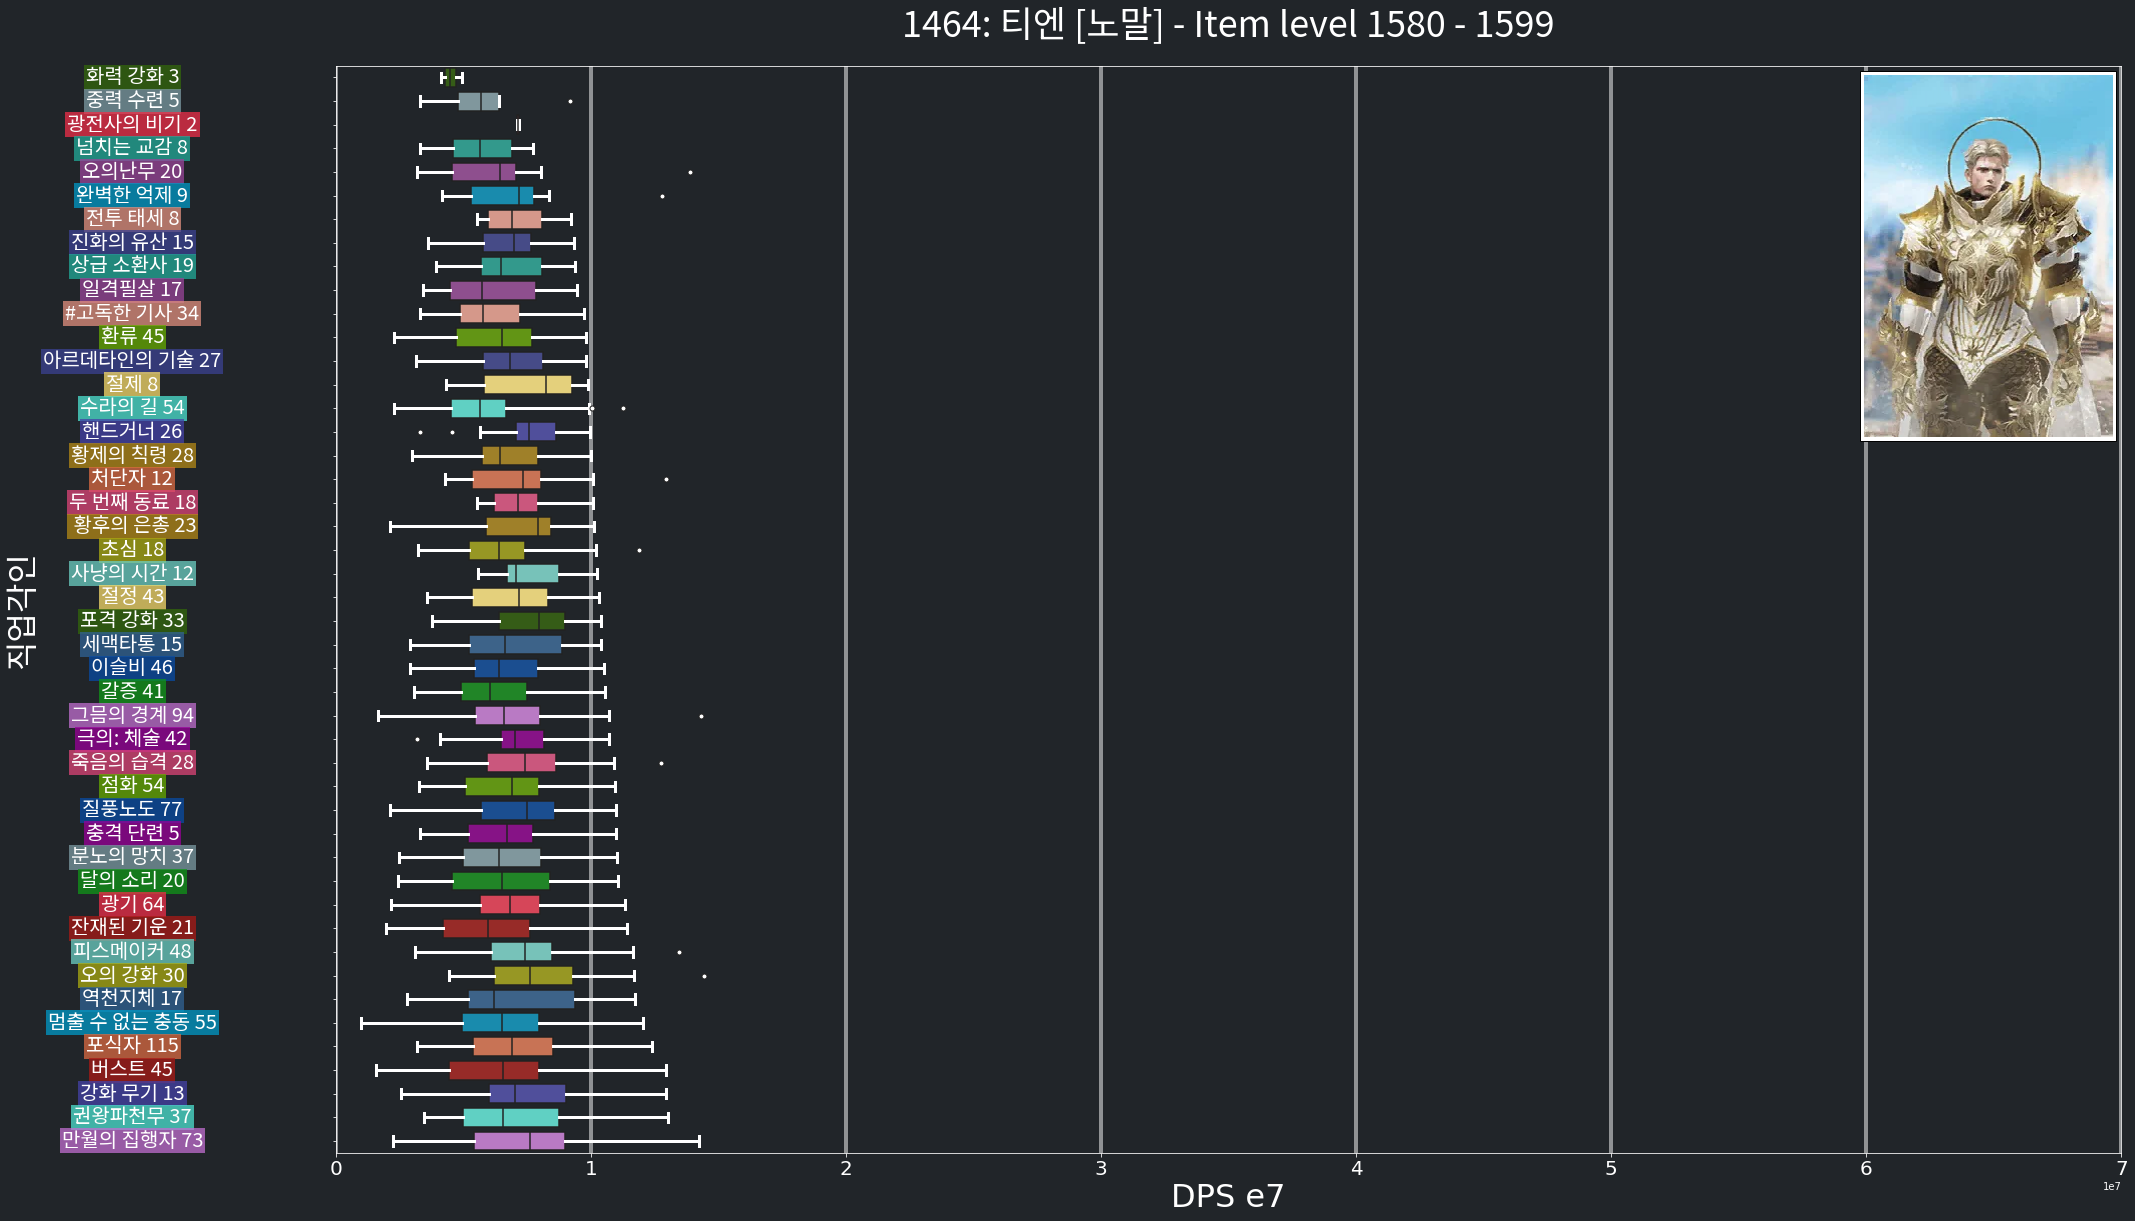 1464: 티엔 [노말] - Item level 1580 - 1599
화력 강화 3
중력 수련 5
광전사의 비기 2
넘치는 교감 8
오의난무 20
완벽한 억제 9
전투 태세 8
진화의 유산 15
상급 소환사 19
일격필살 17
#고독한 기사 34
환류 45
아르데타인의 기술 27
절제 8
수라의 길 54
핸드거너 26
황제의 칙령 28
처단자 12
두 번째 동료 18
황후의 은총 23
초심 18
사냥의 시간 12
절정 43
포격 강화 33
세맥타통 15
이슬비 46
갈증 41
그믐의 경계 94
극의: 체술 42
죽음의 습격 28
점화 54
질풍노도 77
충격 단련 5
분노의 망치 37
달의 소리 20
광기 64
잔재된 기운 21
피스메이커 48
오의 강화 30
역천지체 17
멈출 수 없는 충동 55
포식자 115
버스트 45
강화 무기 13
권왕파천무 37
만월의 집행자 73
직업각인
0 1 2 3 4 5 6 7
1e7
DPS e7